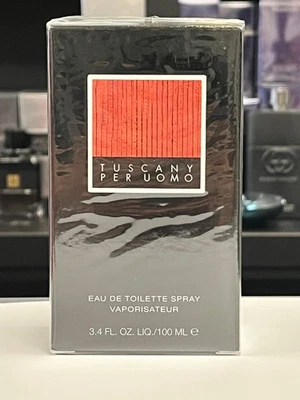 TUSCANY
PER UOMO
EAU DE TOILETTE SPRAY
VAPORISATEUR
3.4 FL. OZ. LIQ./100 ML ℮